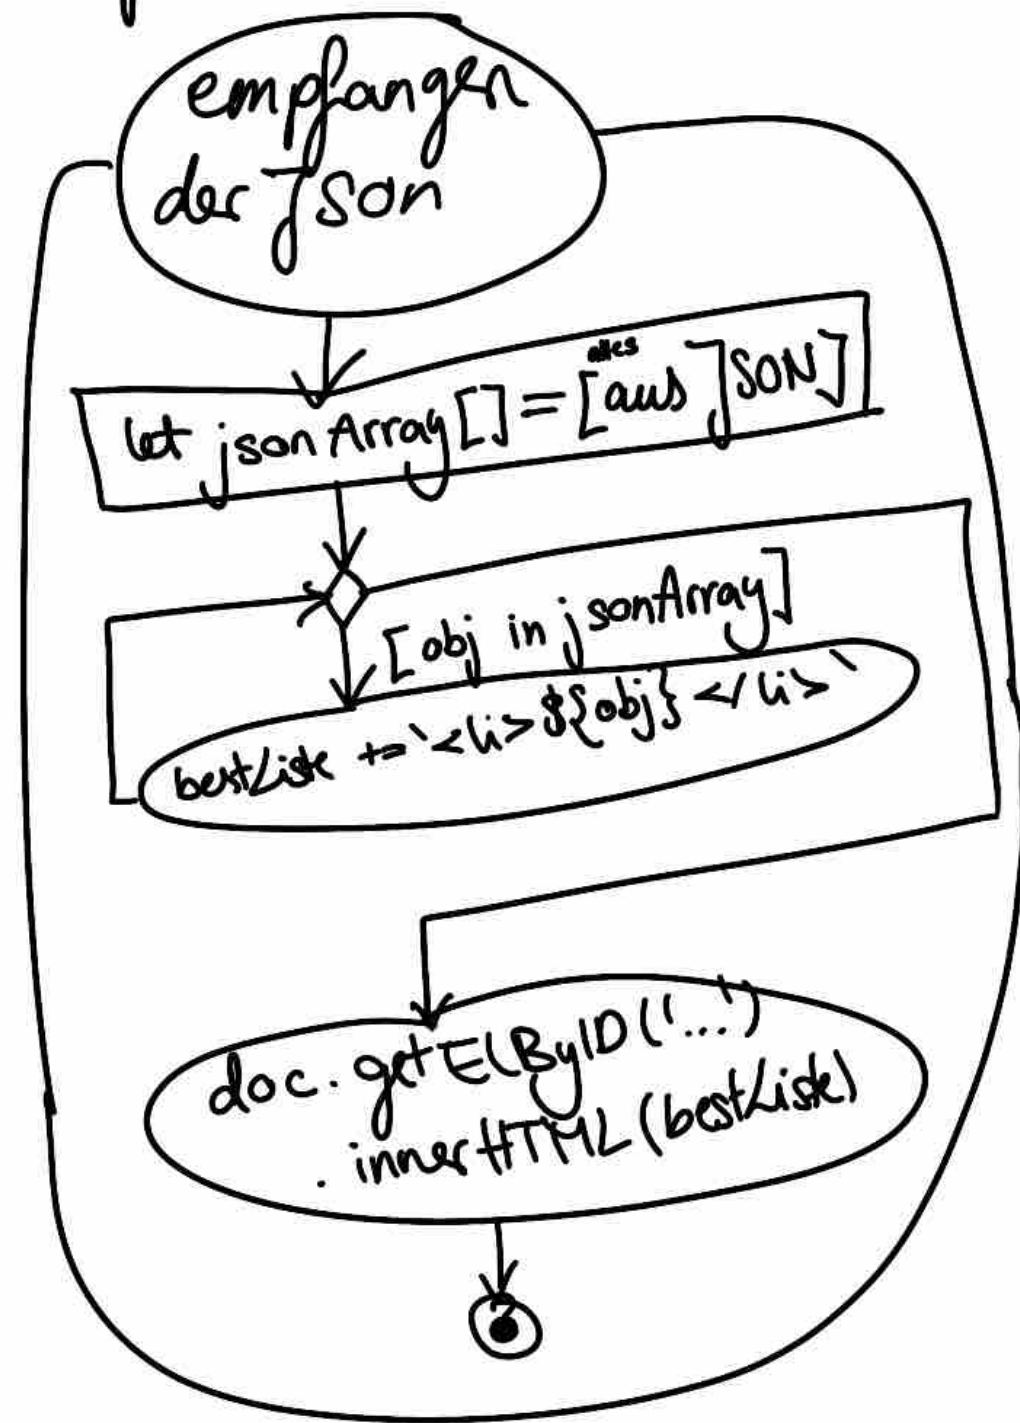 empfangen
der Json
let jsonArray[] = [alles aus JSON]
[obj in jsonArray]
bestListe += `<li>${obj}</li>`
doc.getElByID('...')
.innerHTML(bestListe)